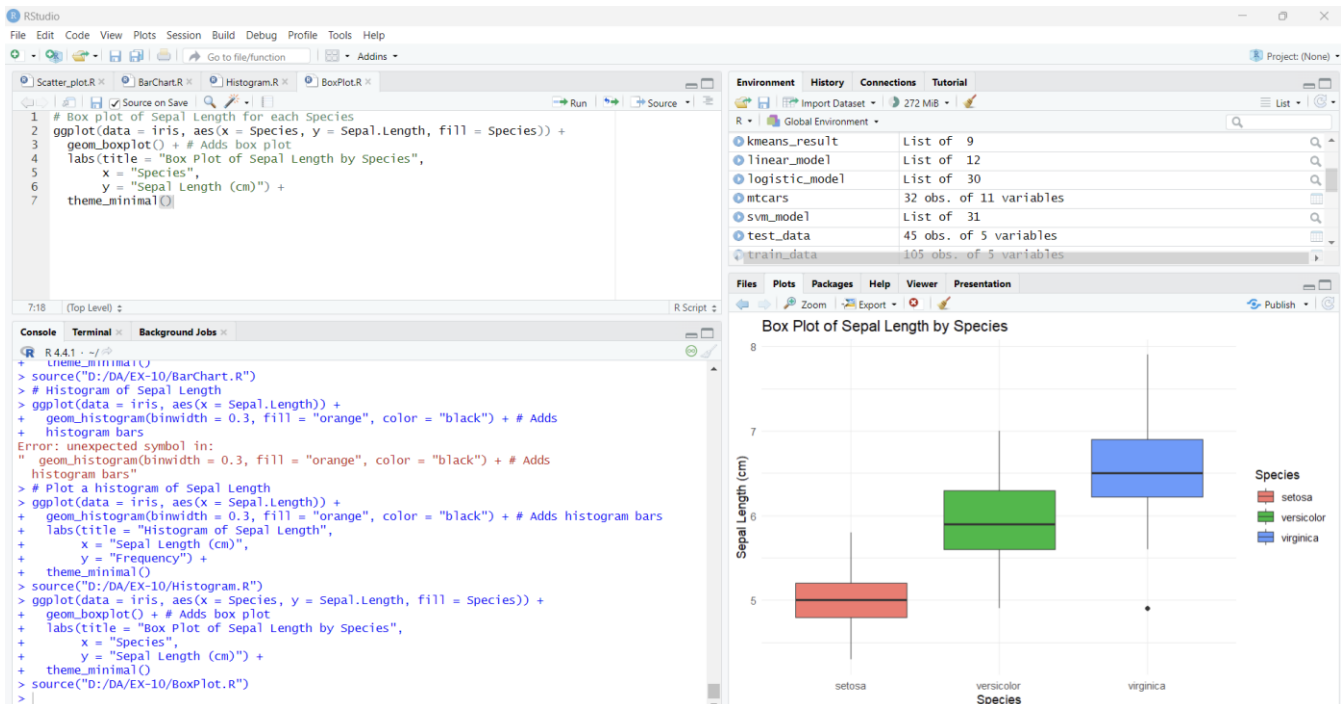 RStudio
File Edit Code View Plots Session Build Debug Profile Tools Help
Go to file/function
Addins
Project: (None)
Scatter_plot.R
BarChart.R
Histogram.R
BoxPlot.R
Source on Save
Run
Source
1 # Box plot of Sepal Length for each Species
2 ggplot(data = iris, aes(x = Species, y = Sepal.Length, fill = Species)) +
3   geom_boxplot() + # Adds box plot
4   labs(title = "Box Plot of Sepal Length by Species",
5        x = "Species",
6        y = "Sepal Length (cm)") +
7   theme_minimal()
7:18 (Top Level) R Script
Console Terminal Background Jobs
R 4.4.1 · ~/
+   theme_minimal()
> source("D:/DA/EX-10/BarChart.R")
> # Histogram of Sepal Length
> ggplot(data = iris, aes(x = Sepal.Length)) +
+   geom_histogram(binwidth = 0.3, fill = "orange", color = "black") + # Adds
+   histogram bars
Error: unexpected symbol in:
"  geom_histogram(binwidth = 0.3, fill = "orange", color = "black") + # Adds
  histogram bars"
> # Plot a histogram of Sepal Length
> ggplot(data = iris, aes(x = Sepal.Length)) +
+   geom_histogram(binwidth = 0.3, fill = "orange", color = "black") + # Adds histogram bars
+   labs(title = "Histogram of Sepal Length",
+        x = "Sepal Length (cm)",
+        y = "Frequency") +
+   theme_minimal()
> source("D:/DA/EX-10/Histogram.R")
> ggplot(data = iris, aes(x = Species, y = Sepal.Length, fill = Species)) +
+   geom_boxplot() + # Adds box plot
+   labs(title = "Box Plot of Sepal Length by Species",
+        x = "Species",
+        y = "Sepal Length (cm)") +
+   theme_minimal()
> source("D:/DA/EX-10/BoxPlot.R")
>
Environment History Connections Tutorial
Import Dataset 272 MiB List
R Global Environment
kmeans_result List of 9
linear_model List of 12
logistic_model List of 30
mtcars 32 obs. of 11 variables
svm_model List of 31
test_data 45 obs. of 5 variables
train_data 105 obs. of 5 variables
Files Plots Packages Help Viewer Presentation
Zoom Export Publish
Box Plot of Sepal Length by Species
8
7
6
5
Sepal Length (cm)
setosa versicolor virginica
Species
Species
setosa
versicolor
virginica